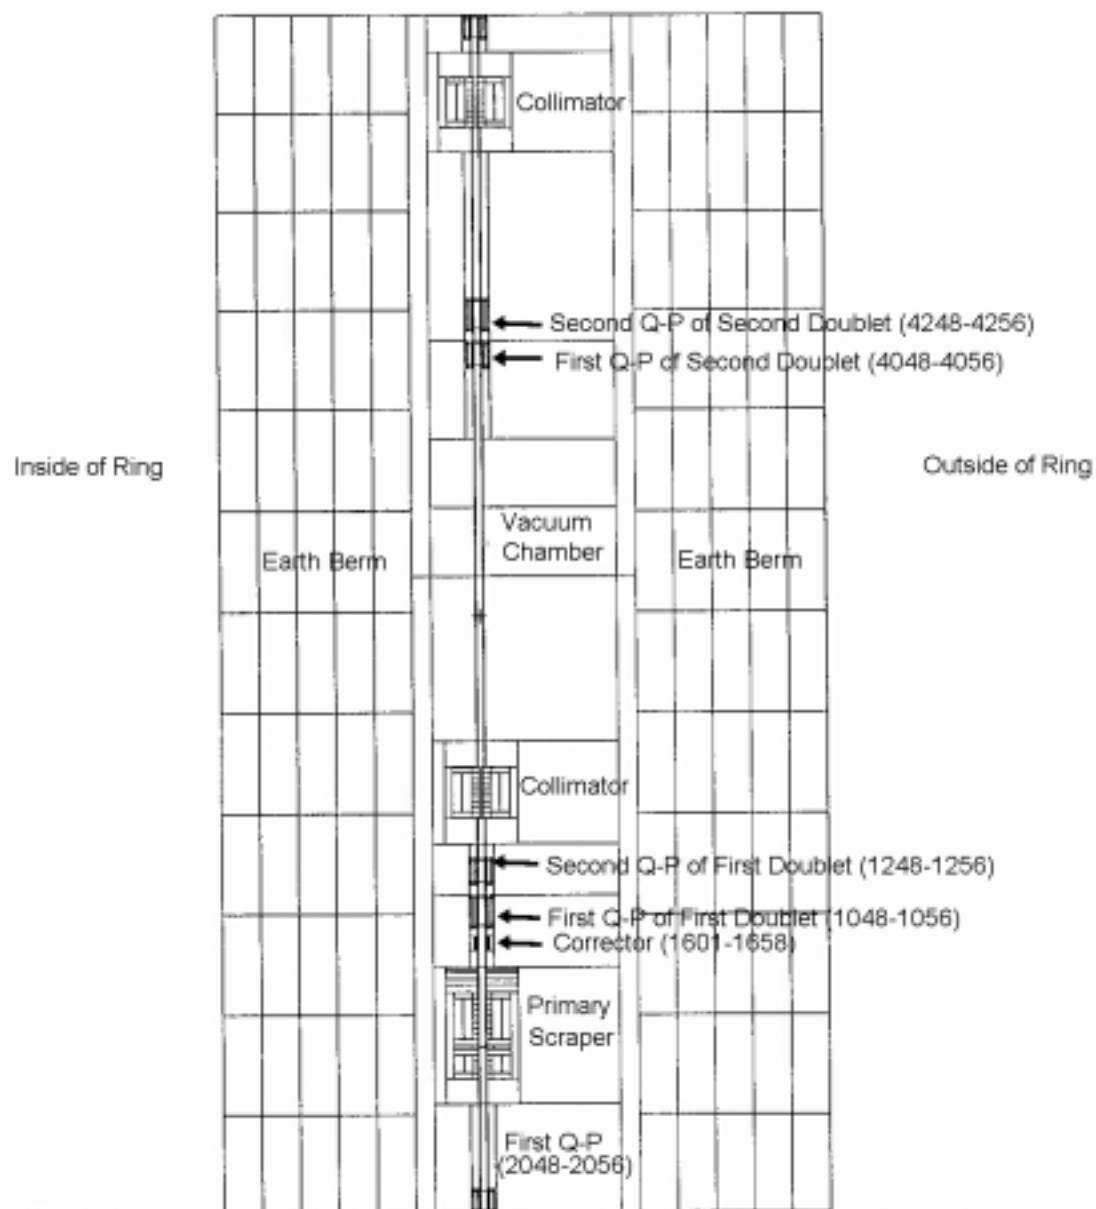 Collimator
Second Q-P of Second Doublet (4248-4256)
First Q-P of Second Doublet (4048-4056)
Inside of Ring
Outside of Ring
Vacuum
Chamber
Earth Berm
Earth Berm
Collimator
Second Q-P of First Doublet (1248-1256)
First Q-P of First Doublet (1048-1056)
Corrector (1601-1658)
Primary
Scraper
First Q-P
(2048-2056)